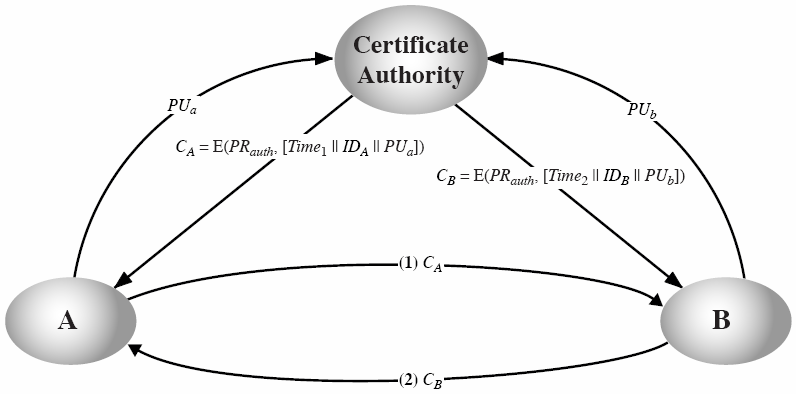 Certificate
Authority
PUa
PUb
CA = E(PRauth, [Time1 || IDA || PUa])
CB = E(PRauth, [Time2 || IDB || PUb])
(1) CA
A
B
(2) CB